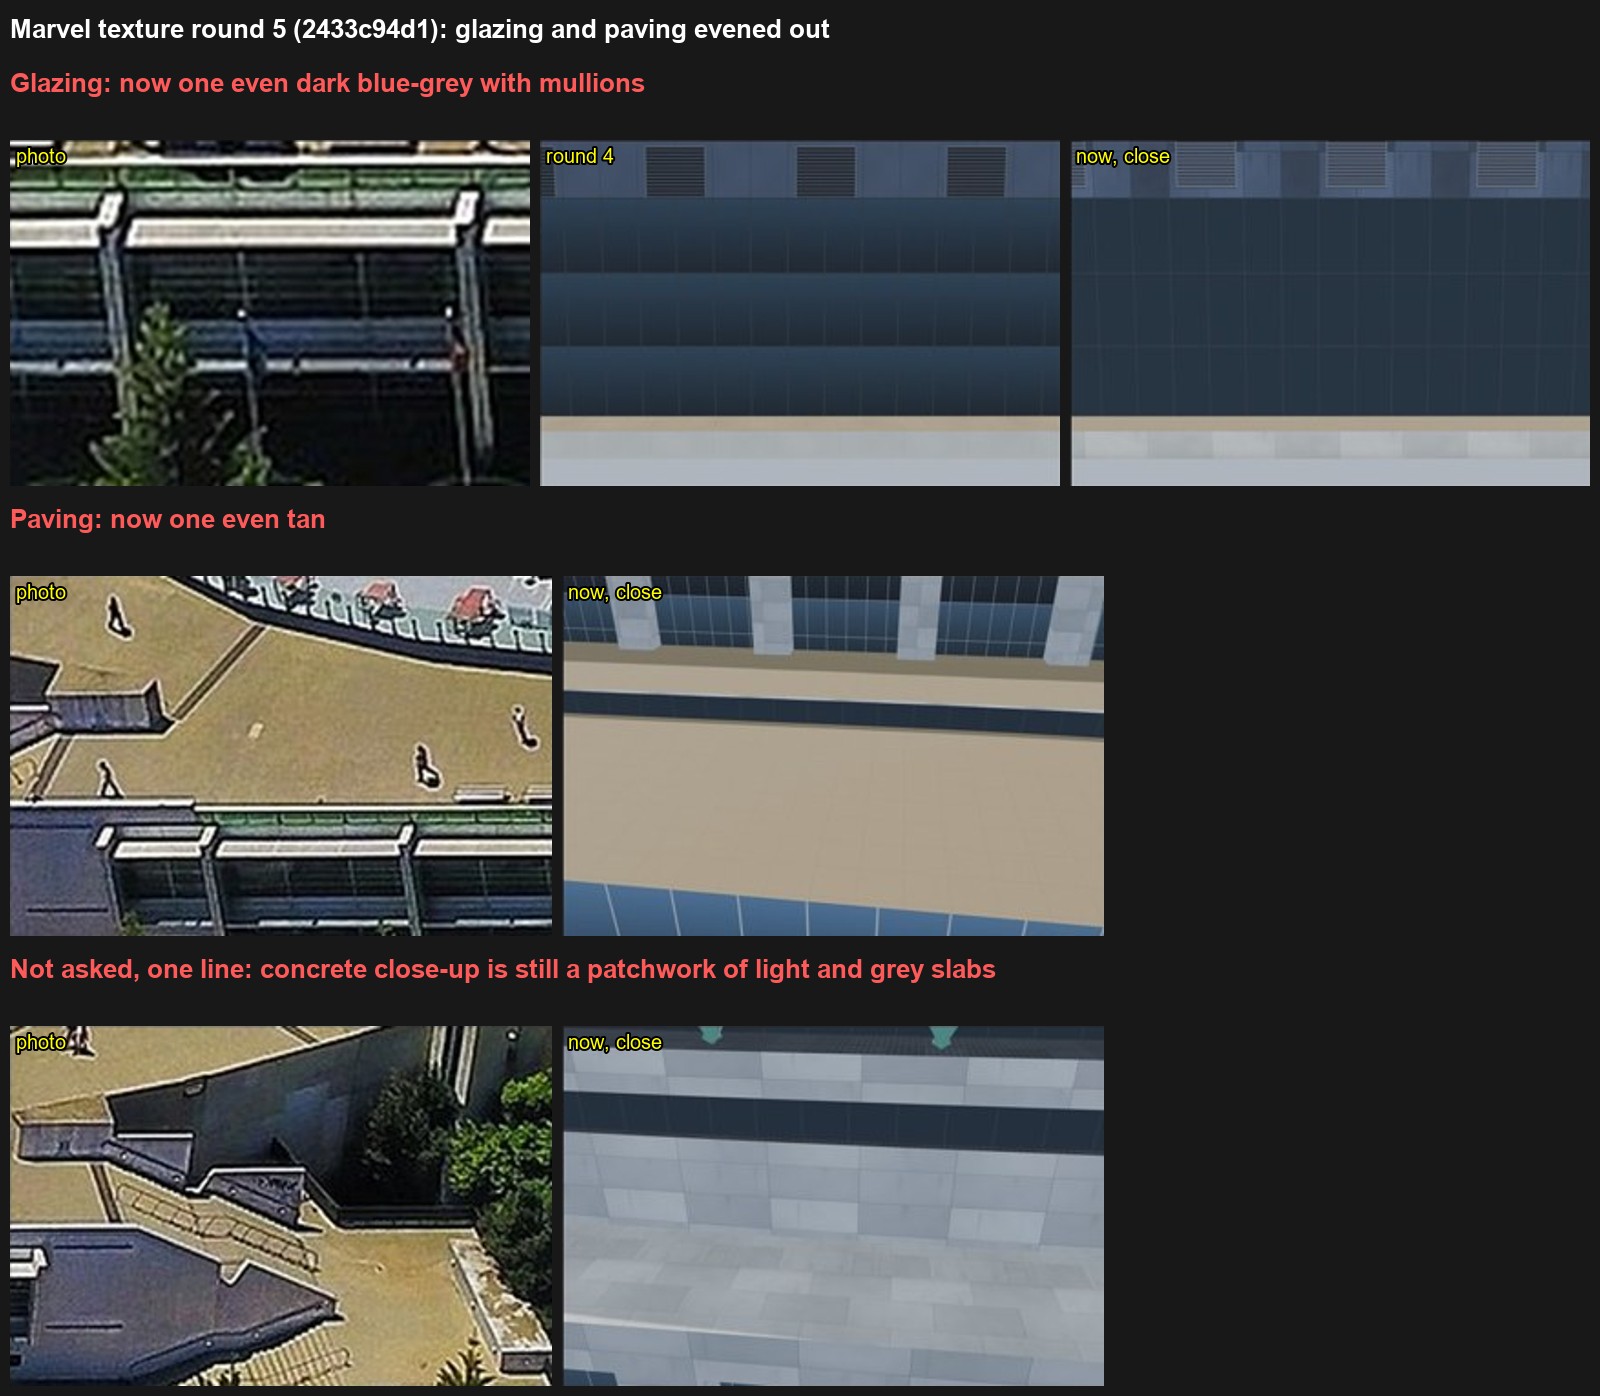 Marvel texture round 5 (2433c94d1): glazing and paving evened out
Glazing: now one even dark blue-grey with mullions
photo
round 4
now, close
Paving: now one even tan
photo
now, close
Not asked, one line: concrete close-up is still a patchwork of light and grey slabs
photo
now, close